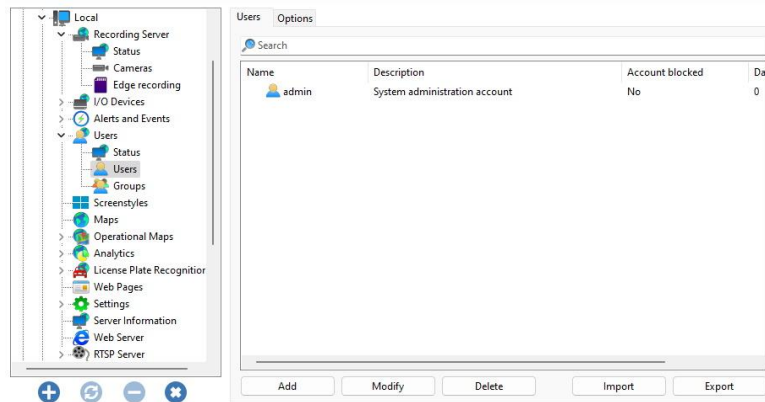 Local
Recording Server
Status
Cameras
Edge recording
I/O Devices
Alerts and Events
Users
Status
Users
Groups
Screenstyles
Maps
Operational Maps
Analytics
License Plate Recognition
Web Pages
Settings
Server Information
Web Server
RTSP Server
Users Options
Search
Name Description Account blocked Da
admin System administration account No 0
Add Modify Delete Import Export